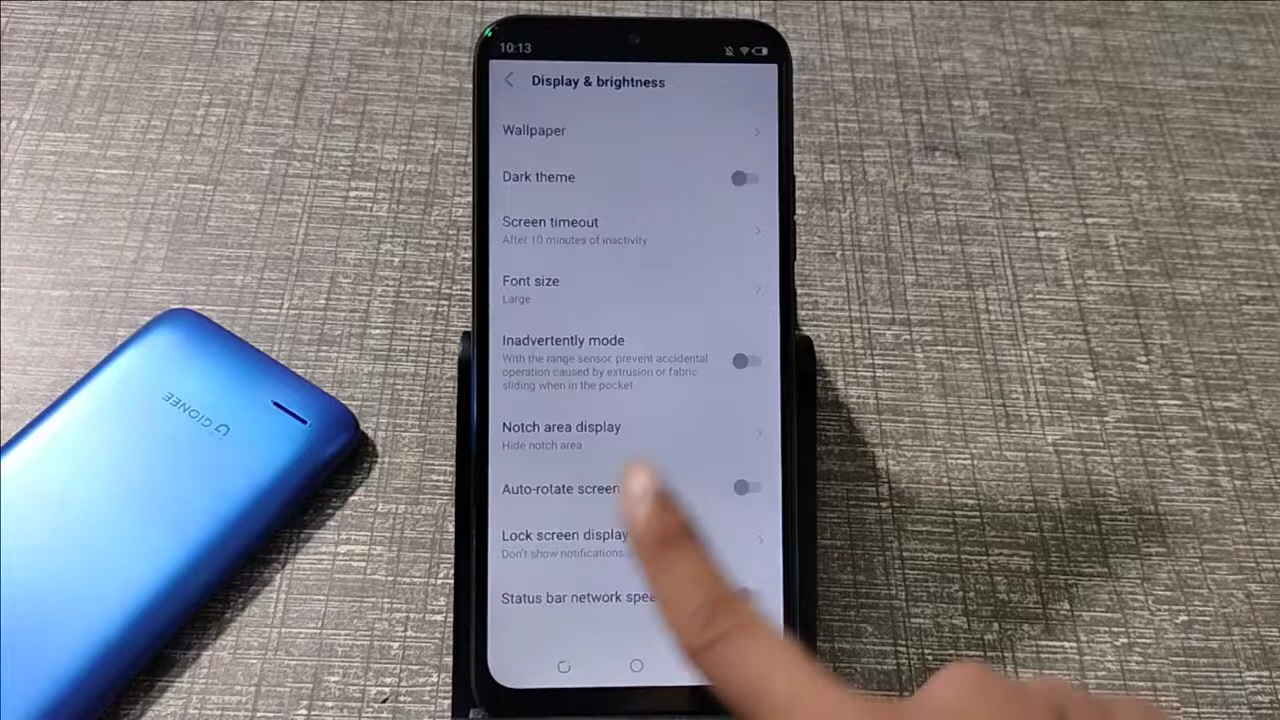 10:13
Display & brightness
Wallpaper
Dark theme
Screen timeout
After 10 minutes of inactivity
Font size
Large
Inadvertently mode
With the range sensor, prevent accidental
operation caused by extrusion or fabric
sliding when in the pocket
Notch area display
Hide notch area
Auto-rotate screen
Lock screen display
Don't show notifications
Status bar network spee
GIONEE